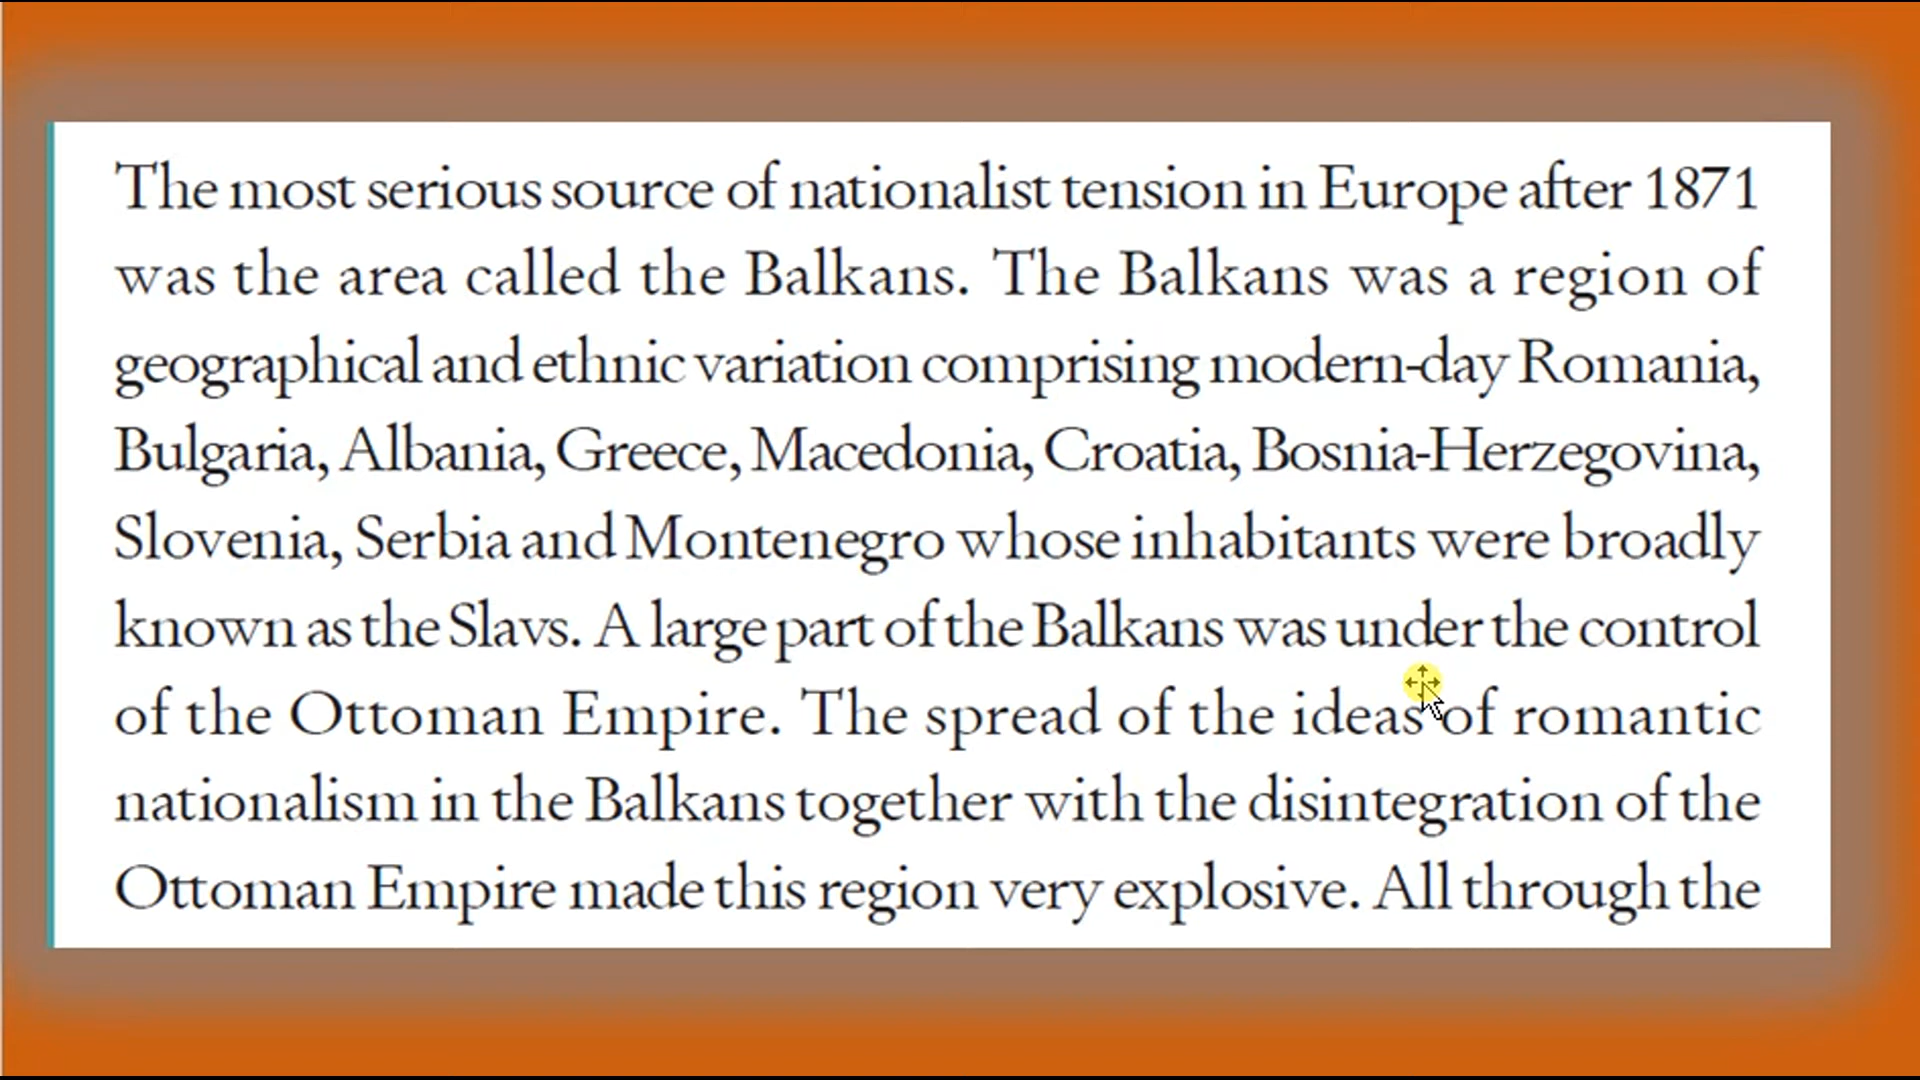 The most serious source of nationalist tension in Europe after 1871
was the area called the Balkans. The Balkans was a region of
geographical and ethnic variation comprising modern-day Romania,
Bulgaria, Albania, Greece, Macedonia, Croatia, Bosnia-Herzegovina,
Slovenia, Serbia and Montenegro whose inhabitants were broadly
known as the Slavs. A large part of the Balkans was under the control
of the Ottoman Empire. The spread of the ideas of romantic
nationalism in the Balkans together with the disintegration of the
Ottoman Empire made this region very explosive. All through the